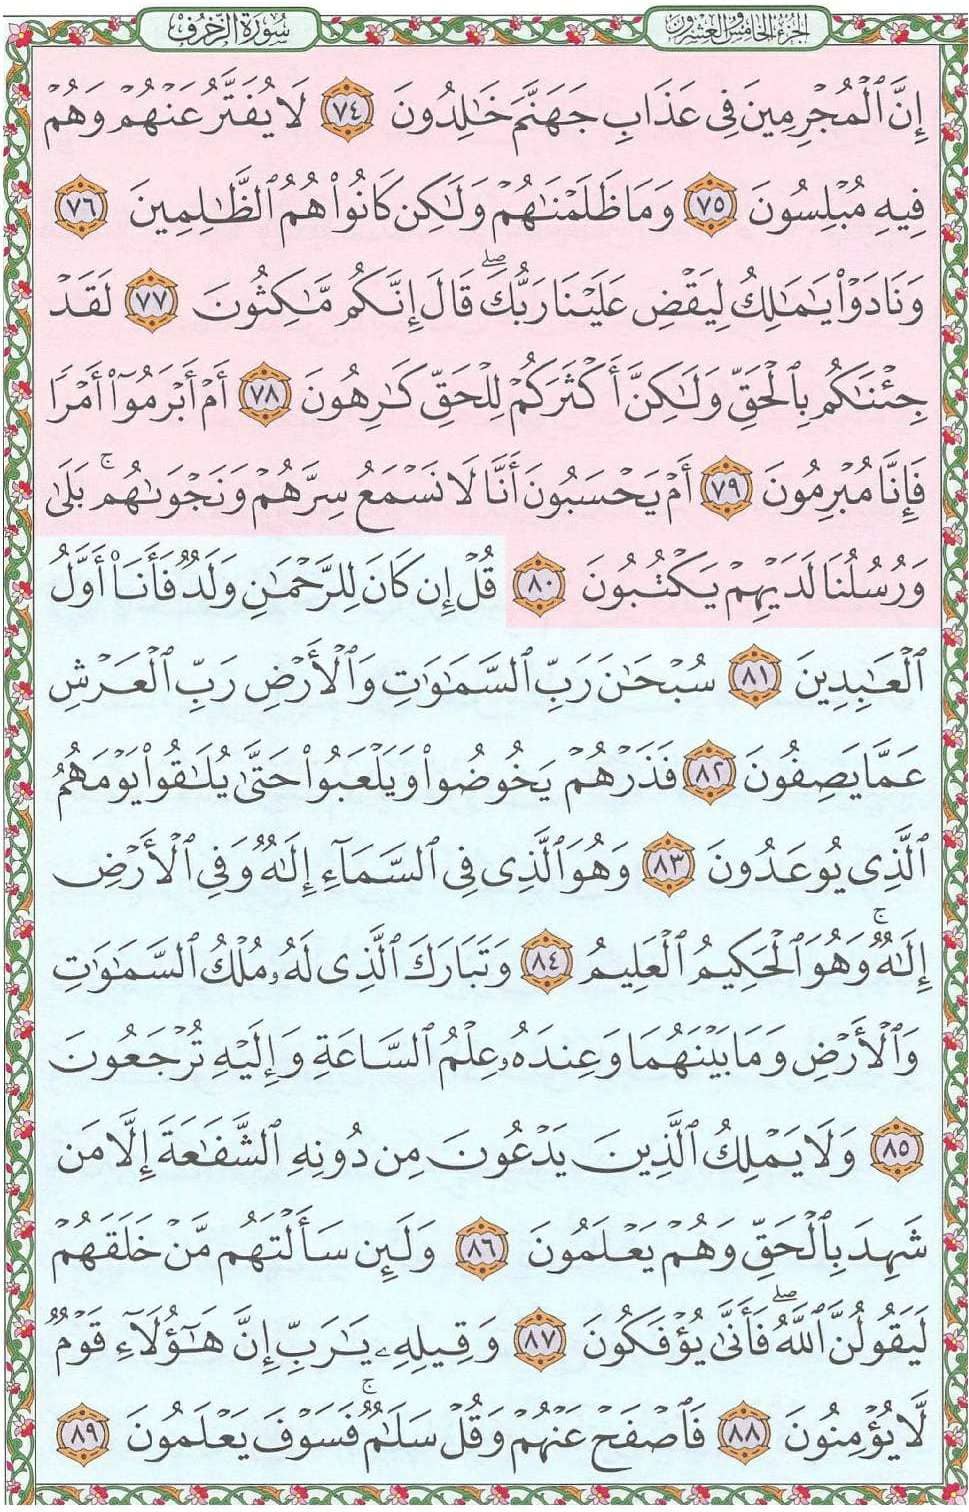 الجزء الخامس والعشرون
سورة الزخرف
إِنَّ ٱلْمُجْرِمِينَ فِى عَذَابِ جَهَنَّمَ خَٰلِدُونَ ٧٤ لَا يُفَتَّرُ عَنْهُمْ وَهُمْ
فِيهِ مُبْلِسُونَ ٧٥ وَمَا ظَلَمْنَٰهُمْ وَلَٰكِن كَانُوا۟ هُمُ ٱلظَّٰلِمِينَ ٧٦
وَنَادَوْا۟ يَٰمَٰلِكُ لِيَقْضِ عَلَيْنَا رَبُّكَ ۖ قَالَ إِنَّكُم مَّٰكِثُونَ ٧٧ لَقَدْ
جِئْنَٰكُم بِٱلْحَقِّ وَلَٰكِنَّ أَكْثَرَكُمْ لِلْحَقِّ كَٰرِهُونَ ٧٨ أَمْ أَبْرَمُوٓا۟ أَمْرًا
فَإِنَّا مُبْرِمُونَ ٧٩ أَمْ يَحْسَبُونَ أَنَّا لَا نَسْمَعُ سِرَّهُمْ وَنَجْوَىٰهُم ۚ بَلَىٰ
وَرُسُلُنَا لَدَيْهِمْ يَكْتُبُونَ ٨٠ قُلْ إِن كَانَ لِلرَّحْمَٰنِ وَلَدٌ فَأَنَا۠ أَوَّلُ
ٱلْعَٰبِدِينَ ٨١ سُبْحَٰنَ رَبِّ ٱلسَّمَٰوَٰتِ وَٱلْأَرْضِ رَبِّ ٱلْعَرْشِ
عَمَّا يَصِفُونَ ٨٢ فَذَرْهُمْ يَخُوضُوا۟ وَيَلْعَبُوا۟ حَتَّىٰ يُلَٰقُوا۟ يَوْمَهُمُ
ٱلَّذِى يُوعَدُونَ ٨٣ وَهُوَ ٱلَّذِى فِى ٱلسَّمَآءِ إِلَٰهٌ وَفِى ٱلْأَرْضِ
إِلَٰهٌ ۚ وَهُوَ ٱلْحَكِيمُ ٱلْعَلِيمُ ٨٤ وَتَبَارَكَ ٱلَّذِى لَهُۥ مُلْكُ ٱلسَّمَٰوَٰتِ
وَٱلْأَرْضِ وَمَا بَيْنَهُمَا وَعِندَهُۥ عِلْمُ ٱلسَّاعَةِ وَإِلَيْهِ تُرْجَعُونَ
٨٥ وَلَا يَمْلِكُ ٱلَّذِينَ يَدْعُونَ مِن دُونِهِ ٱلشَّفَٰعَةَ إِلَّا مَن
شَهِدَ بِٱلْحَقِّ وَهُمْ يَعْلَمُونَ ٨٦ وَلَئِن سَأَلْتَهُم مَّنْ خَلَقَهُمْ
لَيَقُولُنَّ ٱللَّهُ ۖ فَأَنَّىٰ يُؤْفَكُونَ ٨٧ وَقِيلِهِۦ يَٰرَبِّ إِنَّ هَٰٓؤُلَآءِ قَوْمٌ
لَّا يُؤْمِنُونَ ٨٨ فَٱصْفَحْ عَنْهُمْ وَقُلْ سَلَٰمٌ ۚ فَسَوْفَ يَعْلَمُونَ ٨٩